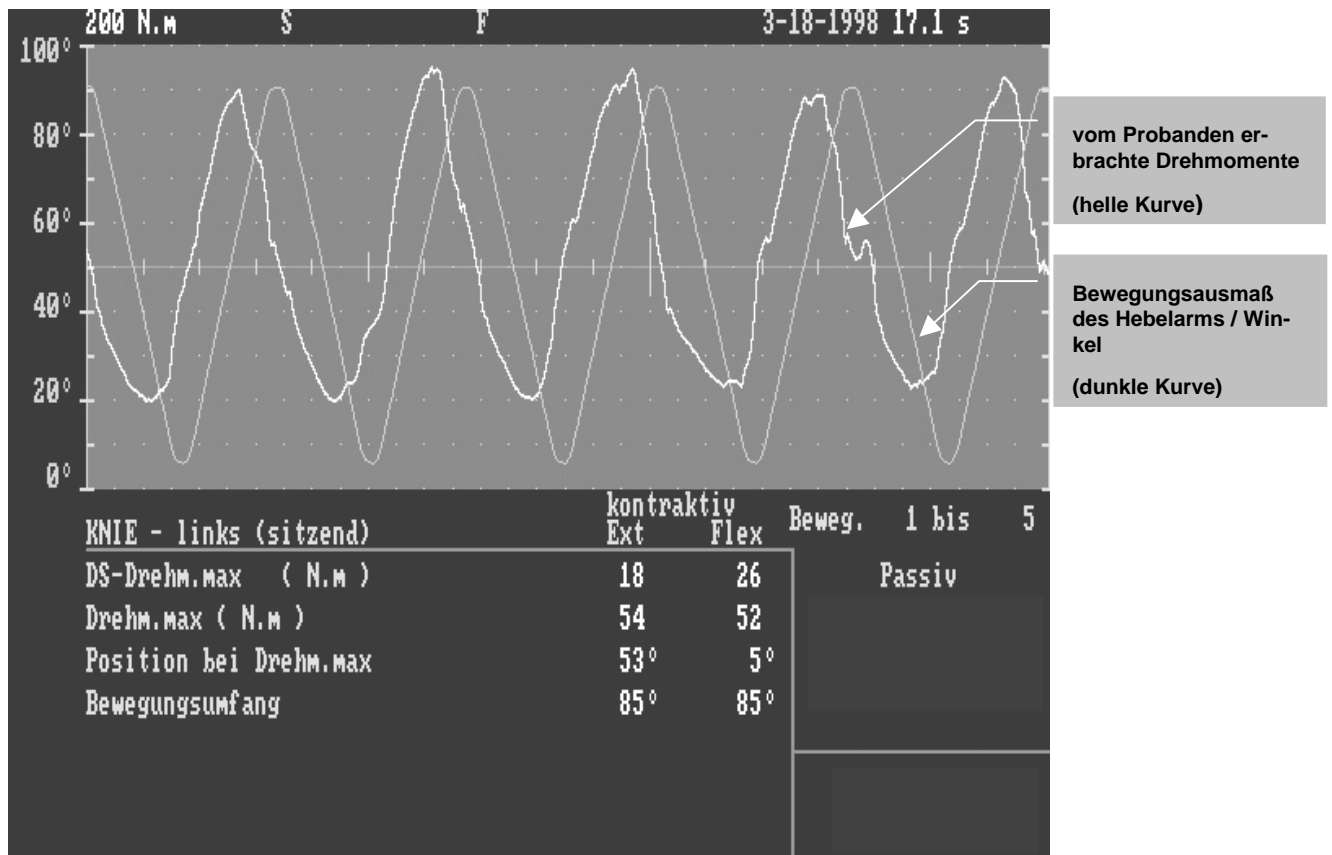 200 N.m S F 3-18-1998 17.1 s
100°
80°
60°
40°
20°
0°
vom Probanden er-
brachte Drehmomente
(helle Kurve)
Bewegungsausmaß
des Hebelarms / Win-
kel
(dunkle Kurve)
kontraktiv
KNIE - links (sitzend) Ext Flex Beweg. 1 bis 5
DS-Drehm.max ( N.m ) 18 26 Passiv
Drehm.max ( N.m ) 54 52
Position bei Drehm.max 53° 5°
Bewegungsumfang 85° 85°